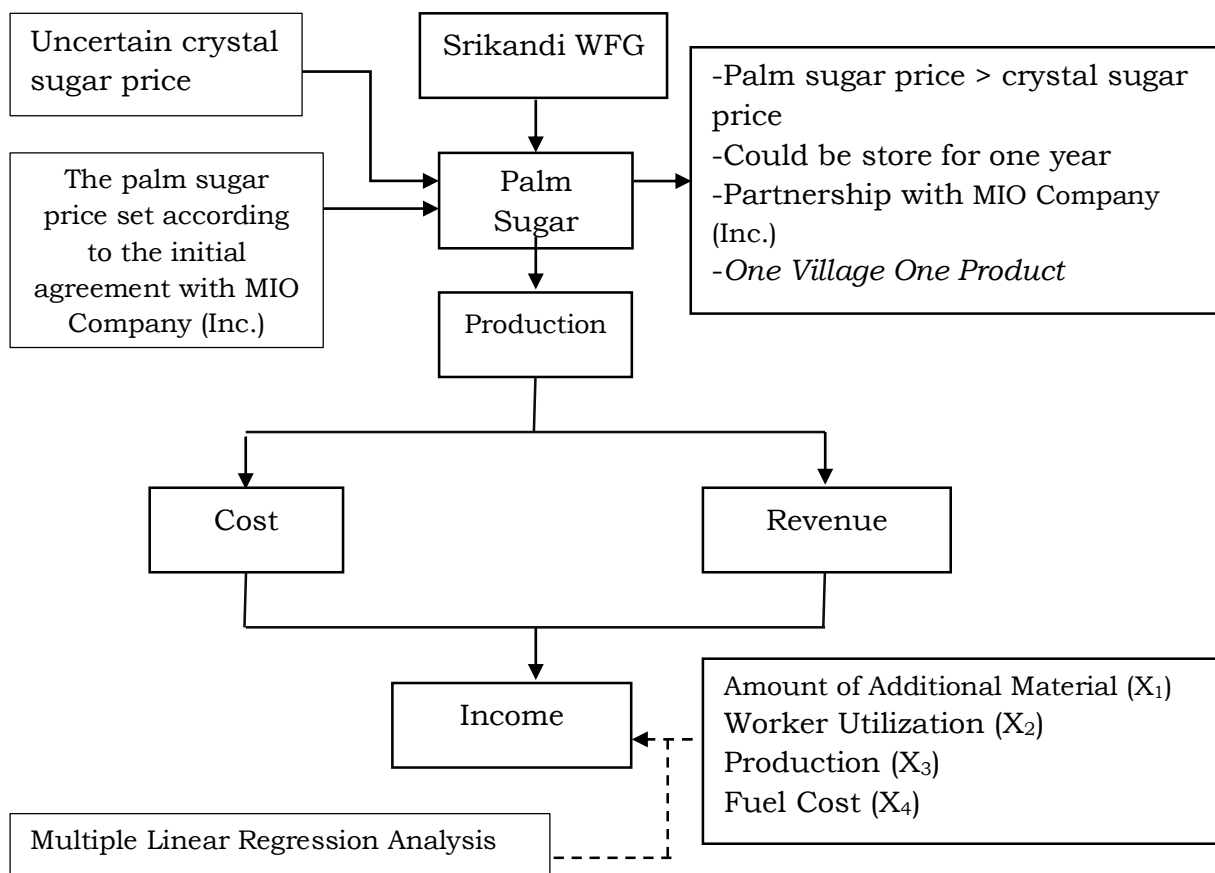 Uncertain crystal
sugar price
Srikandi WFG
-Palm sugar price > crystal sugar
price
-Could be store for one year
-Partnership with MIO Company
(Inc.)
-One Village One Product
The palm sugar
price set according
to the initial
agreement with MIO
Company (Inc.)
Palm
Sugar
Production
Cost
Revenue
Income
Amount of Additional Material (X₁)
Worker Utilization (X₂)
Production (X₃)
Fuel Cost (X₄)
Multiple Linear Regression Analysis